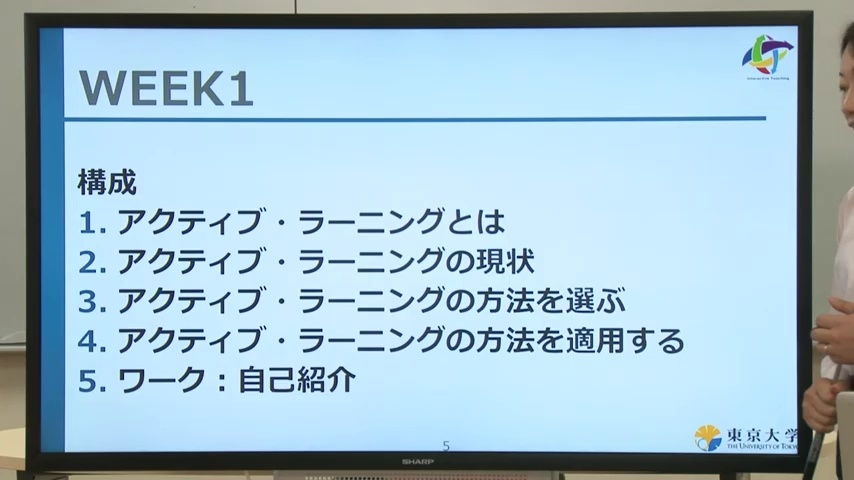 WEEK1
Interactive Teaching
構成
1. アクティブ・ラーニングとは
2. アクティブ・ラーニングの現状
3. アクティブ・ラーニングの方法を選ぶ
4. アクティブ・ラーニングの方法を適用する
5. ワーク：自己紹介
5
東京大学
THE UNIVERSITY OF TOKYO
SHARP